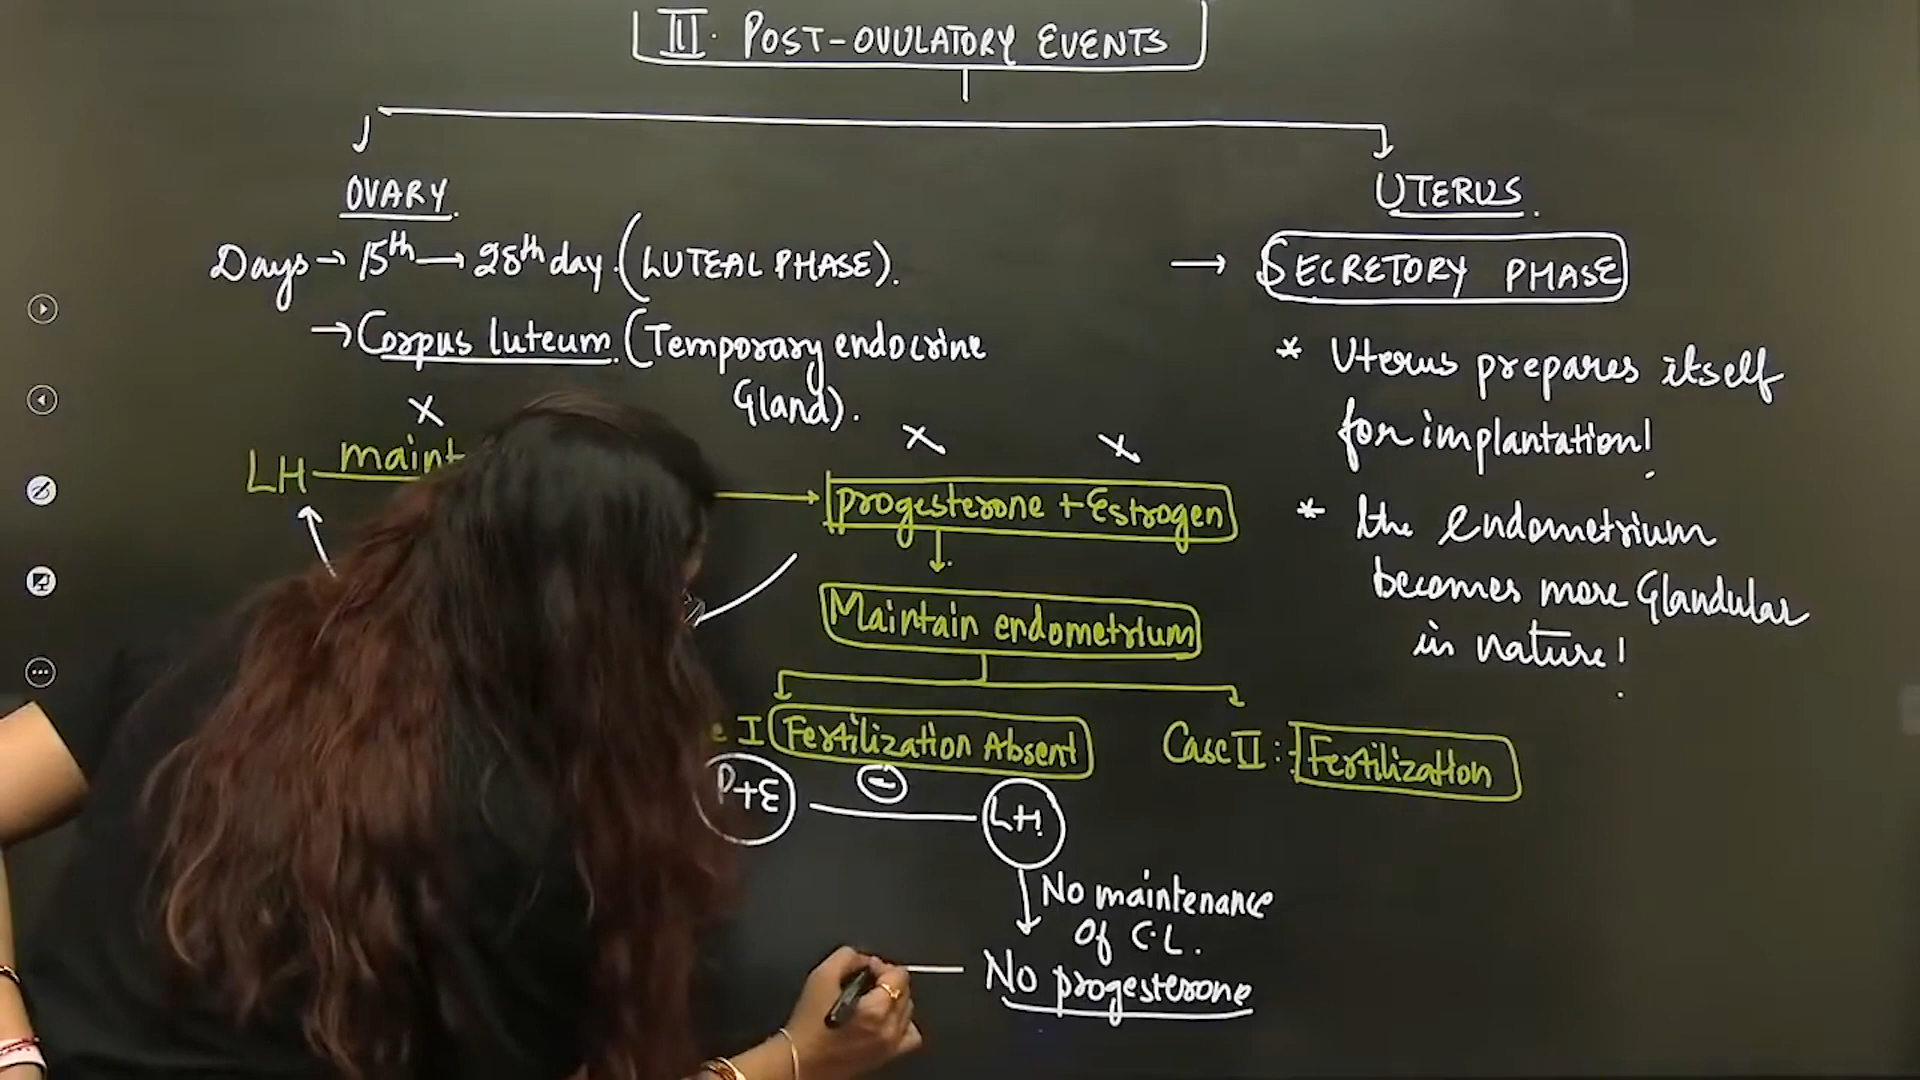 III. POST-OVULATORY EVENTS
OVARY.
Days → 15th → 28th day. (LUTEAL PHASE).
→ Corpus luteum. (Temporary endocrine
Gland).
X
X X
LH maint
progesterone + Estrogen
Maintain endometrium
e I Fertilization Absent
Case II :- Fertilization
P+E
(-)
LH.
No maintenance
of C.L.
No progesterone
UTERUS.
→ SECRETORY PHASE
* Uterus prepares itself
for implantation!
* the endometrium
becomes more Glandular
in nature!